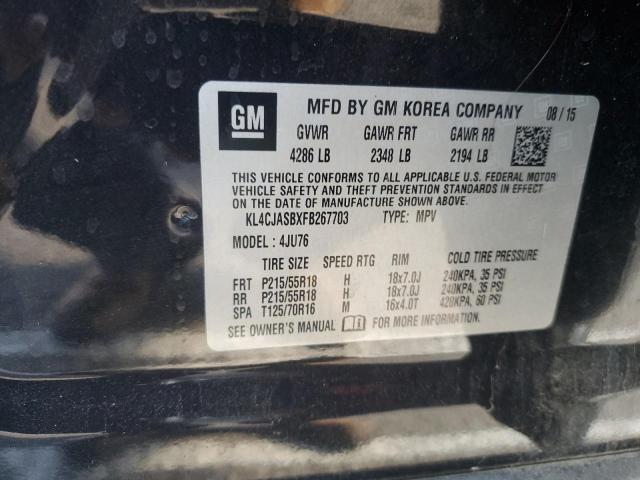 GM MFD BY GM KOREA COMPANY 08/15
GVWR GAWR FRT GAWR RR
4286 LB 2348 LB 2194 LB
THIS VEHICLE CONFORMS TO ALL APPLICABLE U.S. FEDERAL MOTOR
VEHICLE SAFETY AND THEFT PREVENTION STANDARDS IN
EFFECT ON THE DATE OF MANUFACTURE SHOWN ABOVE.
KL4CJASBXFB267703 TYPE: MPV
MODEL: 4JU76
TIRE SIZE SPEED RTG RIM COLD TIRE PRESSURE
FRT P215/55R18 H 18x7.0J 240KPA, 35 PSI
RR P215/55R18 H 18x7.0J 240KPA, 35 PSI
SPA T125/70R16 M 16x4.0T 420KPA, 60 PSI
SEE OWNER'S MANUAL FOR MORE INFORMATION.